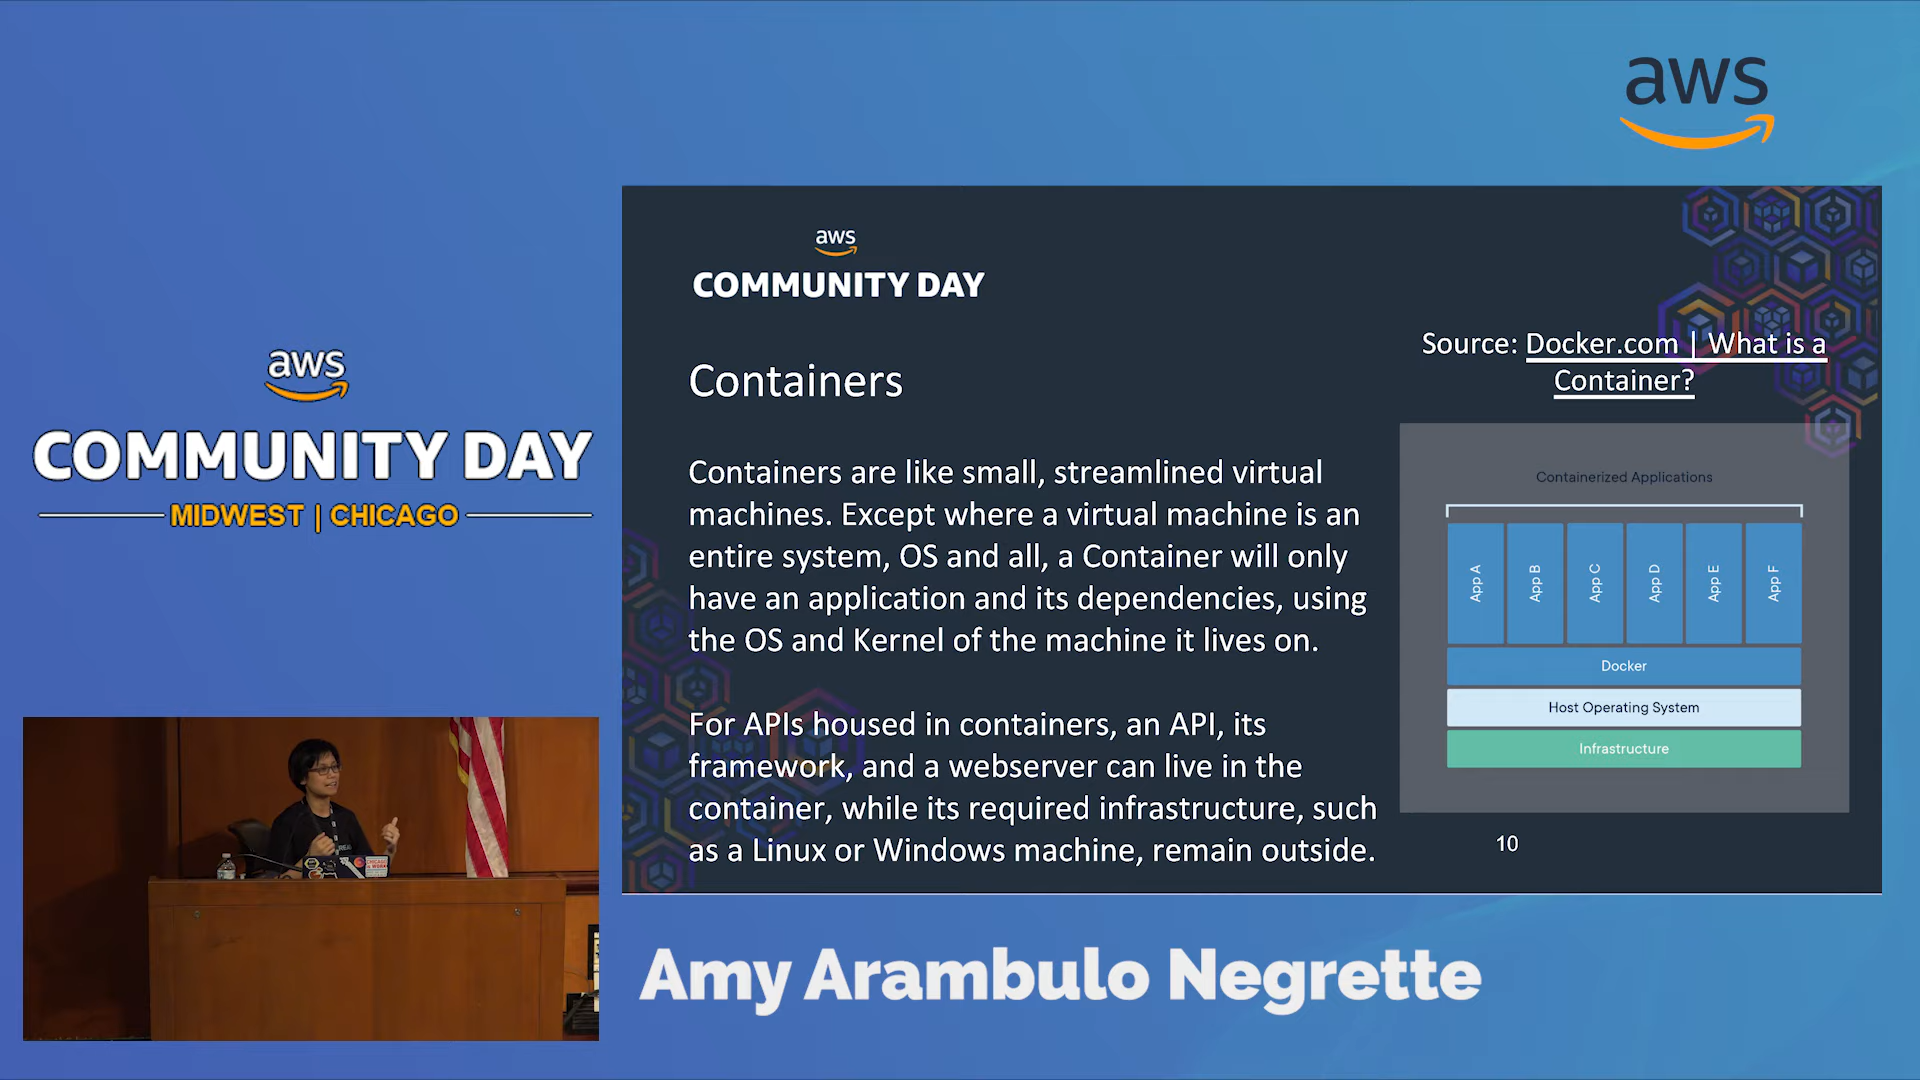 aws
aws
COMMUNITY DAY
MIDWEST | CHICAGO
aws
COMMUNITY DAY
Containers
Containers are like small, streamlined virtual
machines. Except where a virtual machine is an
entire system, OS and all, a Container will only
have an application and its dependencies, using
the OS and Kernel of the machine it lives on.
For APIs housed in containers, an API, its
framework, and a webserver can live in the
container, while its required infrastructure, such
as a Linux or Windows machine, remain outside.
Source: Docker.com | What is a
Container?
Containerized Applications
App A
App B
App C
App D
App E
App F
Docker
Host Operating System
Infrastructure
10
Amy Arambulo Negrette